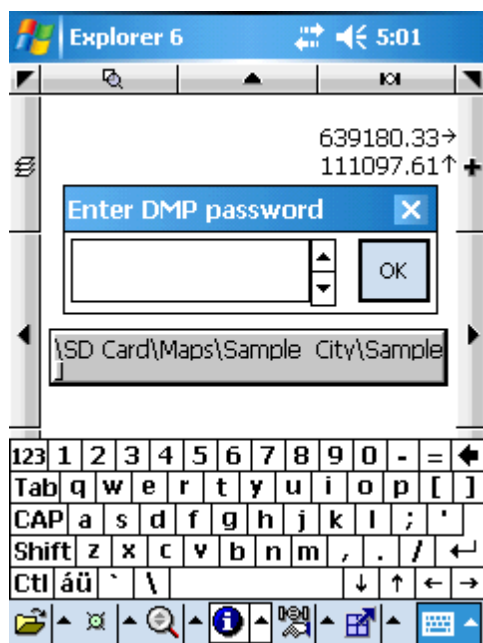 Explorer 6 5:01
639180.33→
111097.61↑
Enter DMP password
OK
\SD Card\Maps\Sample City\Sample
]
123 1 2 3 4 5 6 7 8 9 0 - =
Tab q w e r t y u i o p [ ]
CAP a s d f g h j k l ; '
Shift z x c v b n m , . /
Ctl áü ` \ ↓ ↑ ← →